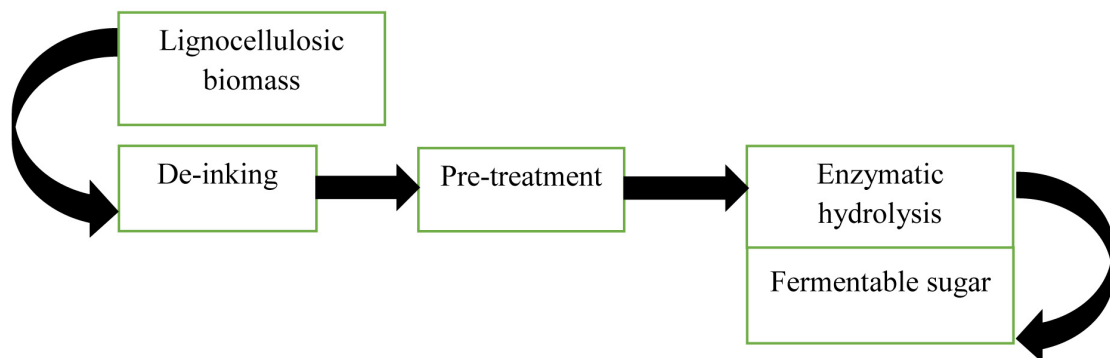 Lignocellulosic
biomass
De-inking
Pre-treatment
Enzymatic
hydrolysis
Fermentable sugar